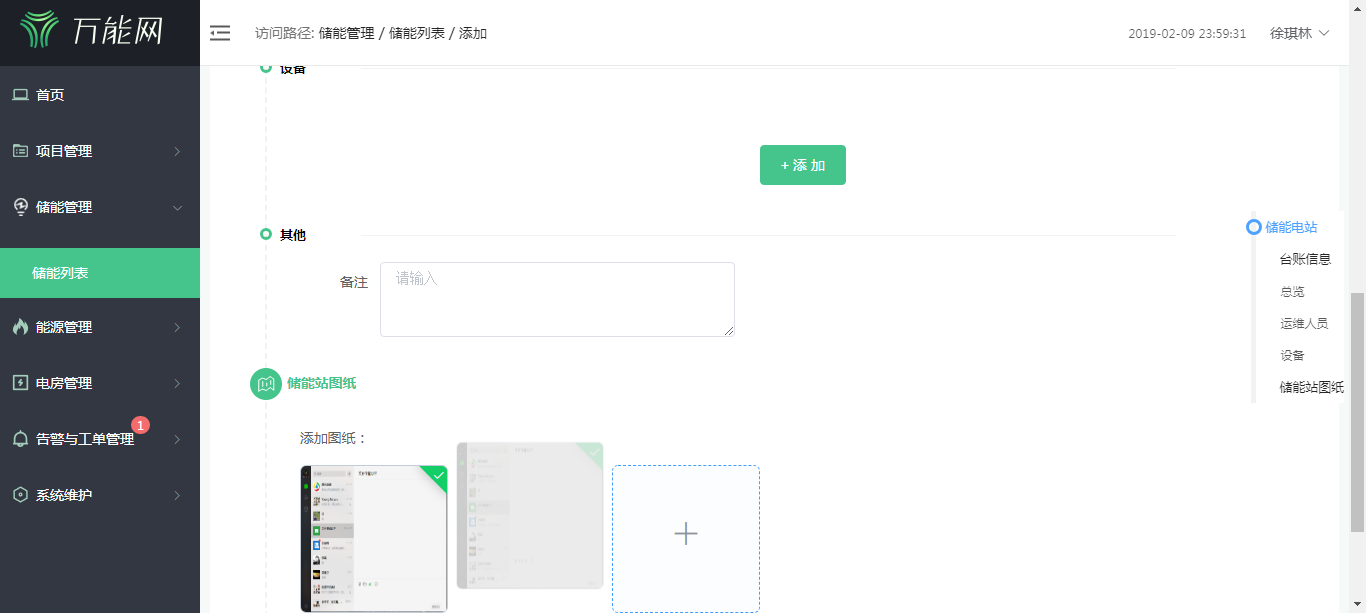 万能网
访问路径: 储能管理 / 储能列表 / 添加
2019-02-09 23:59:31
徐琪林
首页
项目管理
储能管理
储能列表
能源管理
电房管理
告警与工单管理
1
系统维护
设备
+ 添 加
其他
备注
请输入
储能站图纸
添加图纸：
储能电站
台账信息
总览
运维人员
设备
储能站图纸